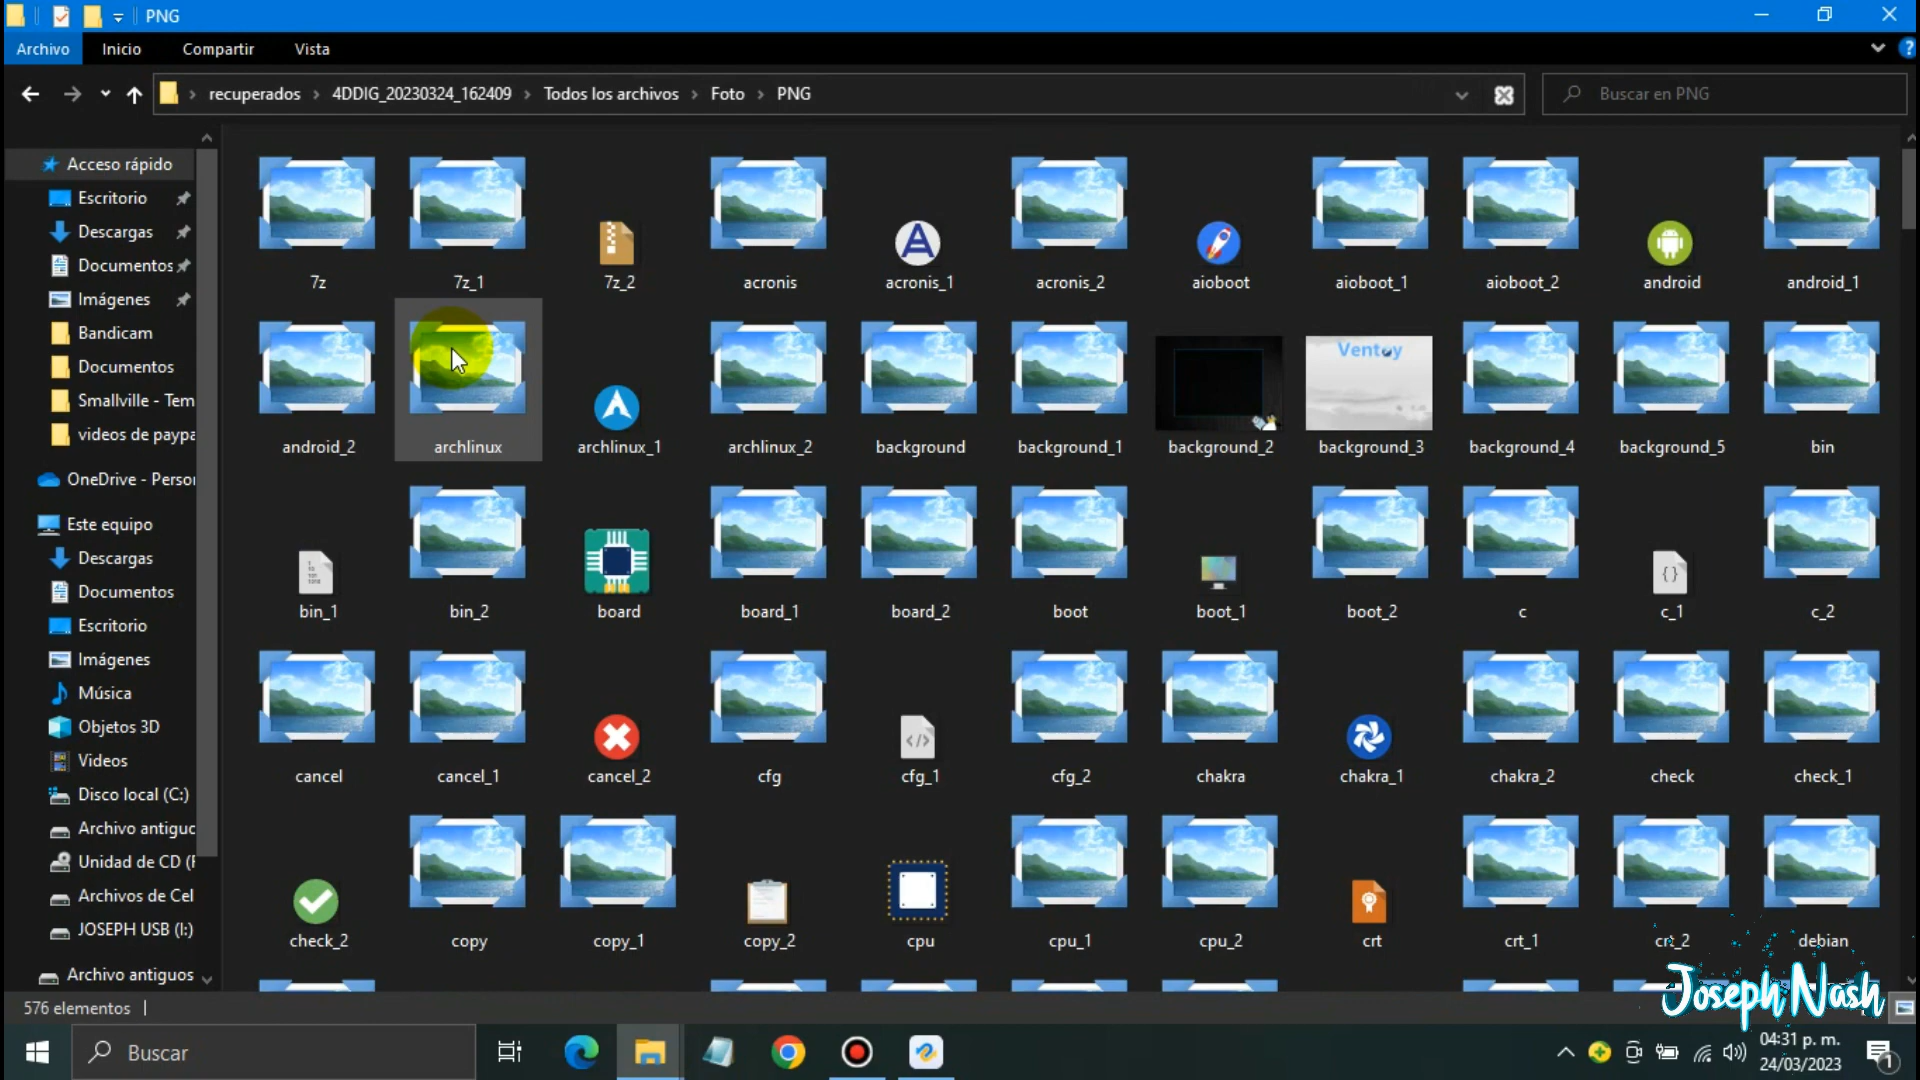 PNG
Archivo Inicio Compartir Vista
recuperados 4DDIG_20230324_162409 Todos los archivos Foto PNG
Buscar en PNG
Acceso rápido
Escritorio
Descargas
Documentos
Imágenes
Bandicam
Documentos
Smallville - Tem
videos de paypa
OneDrive - Person
Este equipo
Descargas
Documentos
Escritorio
Imágenes
Música
Objetos 3D
Videos
Disco local (C:)
Archivo antiguo
Unidad de CD (F
Archivos de Cel
JOSEPH USB (I:)
Archivo antiguos
7z 7z_1 7z_2 acronis acronis_1 acronis_2 aioboot aioboot_1 aioboot_2 android android_1
Ventoy
android_2 archlinux archlinux_1 archlinux_2 background background_1 background_2 background_3 background_4 background_5 bin
bin_1 bin_2 board board_1 board_2 boot boot_1 boot_2 c c_1 c_2
cancel cancel_1 cancel_2 cfg cfg_1 cfg_2 chakra chakra_1 chakra_2 check check_1
check_2 copy copy_1 copy_2 cpu cpu_1 cpu_2 crt crt_1 crt_2 debian
Joseph Nash
576 elementos
Buscar
04:31 p. m.
24/03/2023
1